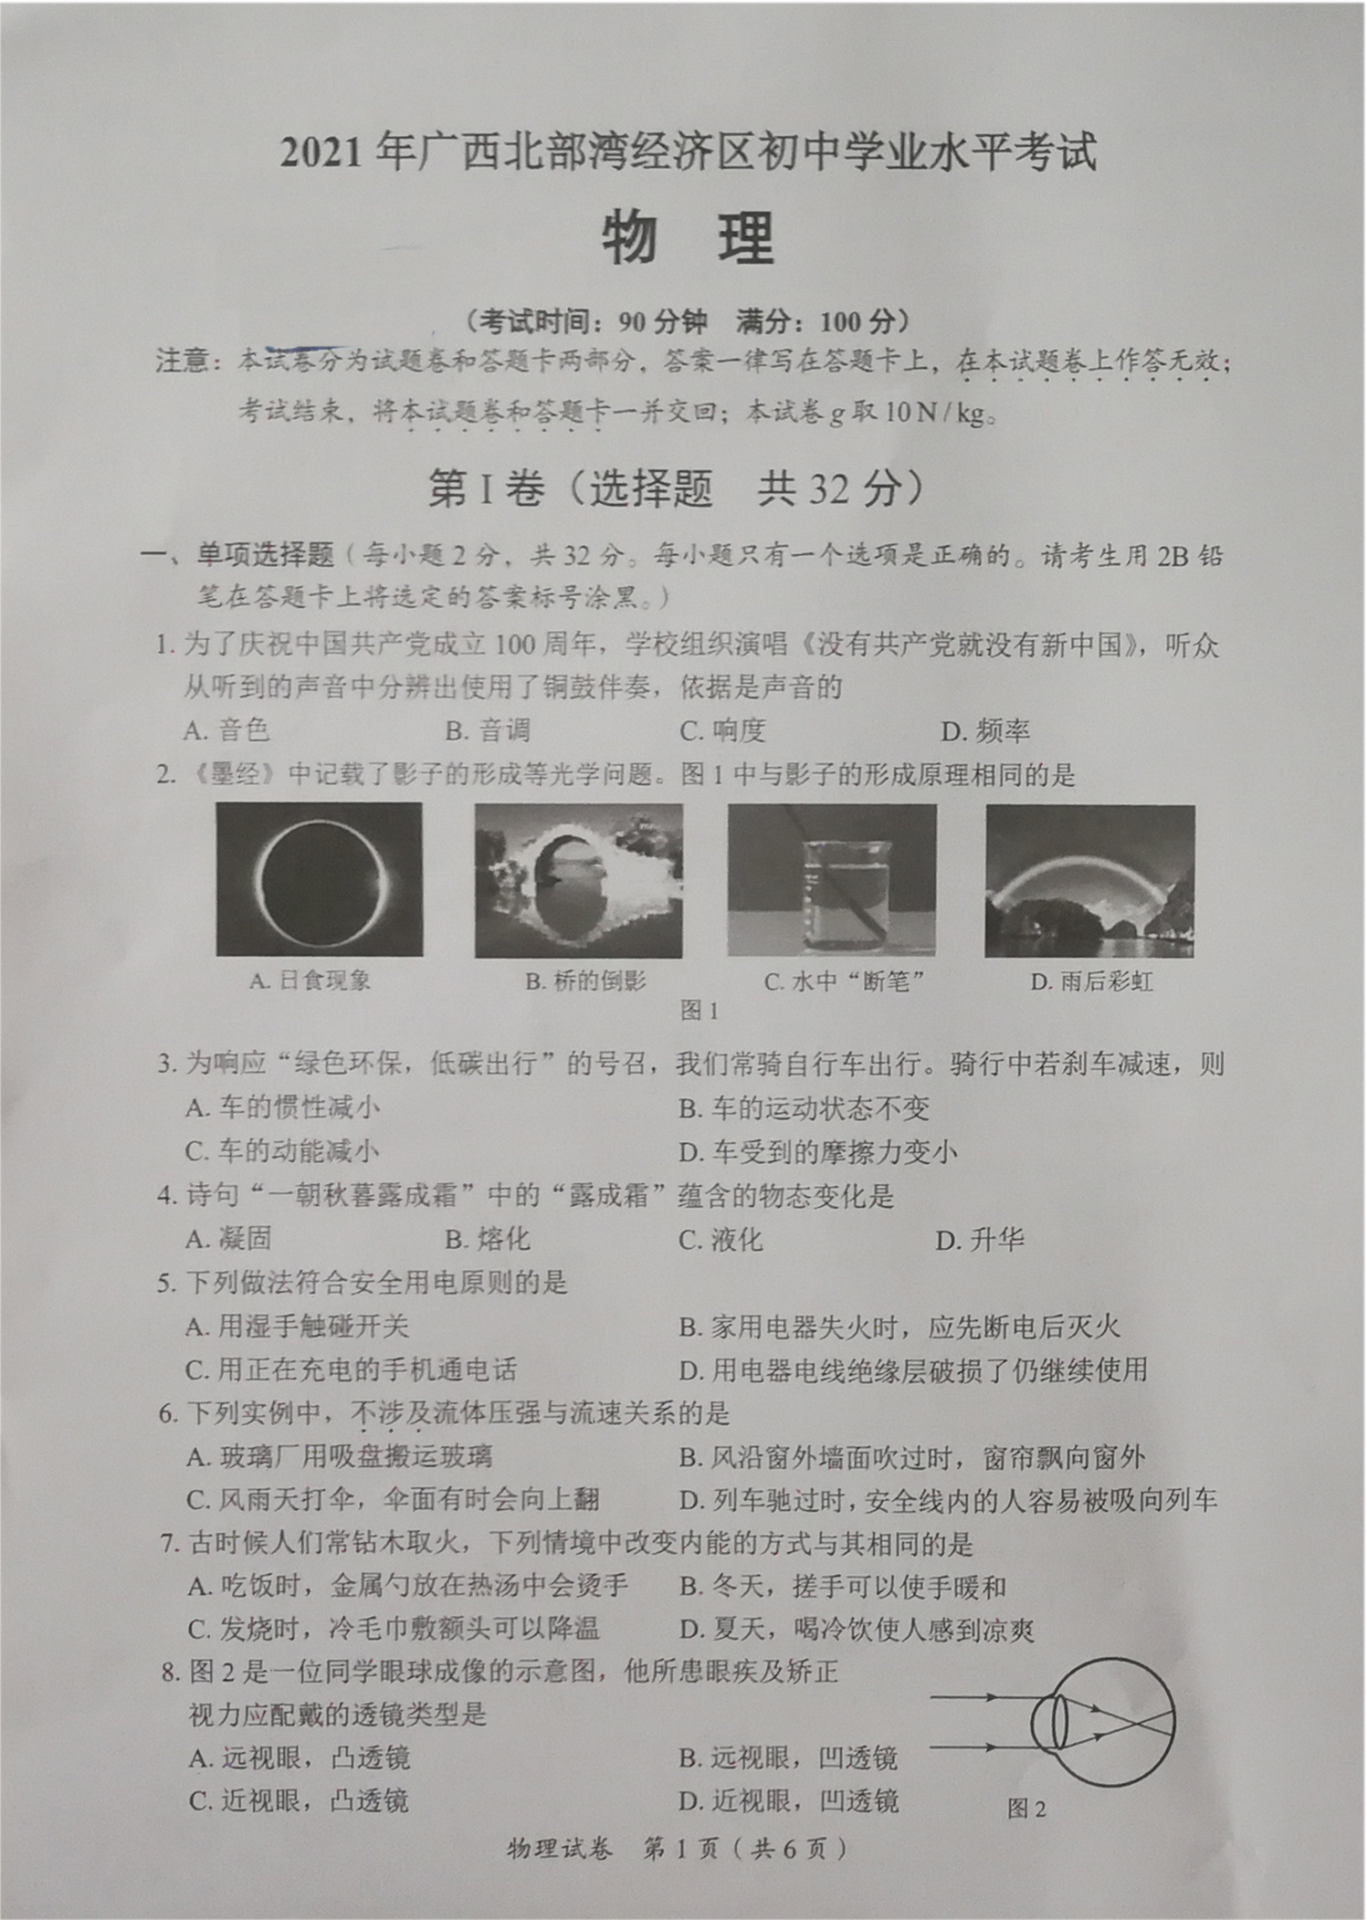 2021 年广西北部湾经济区初中学业水平考试
物 理
（考试时间：90 分钟 满分：100 分）
注意：本试卷分为试题卷和答题卡两部分，答案一律写在答题卡上，在本试题卷上作答无效；
考试结束，将本试题卷和答题卡一并交回；本试卷 g 取 10 N / kg。
第 I 卷（选择题 共 32 分）
一、单项选择题（每小题 2 分，共 32 分。每小题只有一个选项是正确的。请考生用 2B 铅
笔在答题卡上将选定的答案标号涂黑。）
1. 为了庆祝中国共产党成立 100 周年，学校组织演唱《没有共产党就没有新中国》，听众
从听到的声音中分辨出使用了铜鼓伴奏，依据是声音的
A. 音色 B. 音调 C. 响度 D. 频率
2. 《墨经》中记载了影子的形成等光学问题。图 1 中与影子的形成原理相同的是
A. 日食现象 B. 桥的倒影 C. 水中“断笔” D. 雨后彩虹
图 1
3. 为响应“绿色环保，低碳出行”的号召，我们常骑自行车出行。骑行中若刹车减速，则
A. 车的惯性减小 B. 车的运动状态不变
C. 车的动能减小 D. 车受到的摩擦力变小
4. 诗句“一朝秋暮露成霜”中的“露成霜”蕴含的物态变化是
A. 凝固 B. 熔化 C. 液化 D. 升华
5. 下列做法符合安全用电原则的是
A. 用湿手触碰开关 B. 家用电器失火时，应先断电后灭火
C. 用正在充电的手机通电话 D. 用电器电线绝缘层破损了仍继续使用
6. 下列实例中，不涉及流体压强与流速关系的是
A. 玻璃厂用吸盘搬运玻璃 B. 风沿窗外墙面吹过时，窗帘飘向窗外
C. 风雨天打伞，伞面有时会向上翻 D. 列车驰过时，安全线内的人容易被吸向列车
7. 古时候人们常钻木取火，下列情境中改变内能的方式与其相同的是
A. 吃饭时，金属勺放在热汤中会烫手 B. 冬天，搓手可以使手暖和
C. 发烧时，冷毛巾敷额头可以降温 D. 夏天，喝冷饮使人感到凉爽
8. 图 2 是一位同学眼球成像的示意图，他所患眼疾及矫正
视力应配戴的透镜类型是
A. 远视眼，凸透镜 B. 远视眼，凹透镜
C. 近视眼，凸透镜 D. 近视眼，凹透镜
图 2
物理试卷 第 1 页（共 6 页）